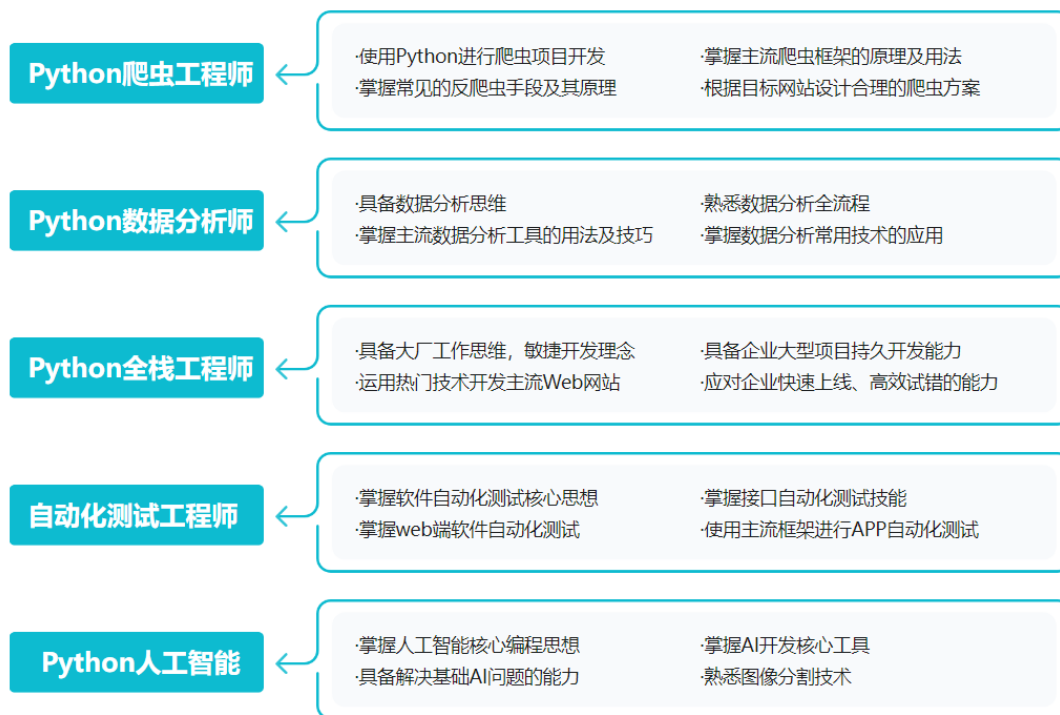 Python爬虫工程师
·使用Python进行爬虫项目开发
·掌握主流爬虫框架的原理及用法
·掌握常见的反爬虫手段及其原理
·根据目标网站设计合理的爬虫方案
Python数据分析师
·具备数据分析思维
·熟悉数据分析全流程
·掌握主流数据分析工具的用法及技巧
·掌握数据分析常用技术的应用
Python全栈工程师
·具备大厂工作思维，敏捷开发理念
·具备企业大型项目持久开发能力
·运用热门技术开发主流Web网站
·应对企业快速上线、高效试错的能力
自动化测试工程师
·掌握软件自动化测试核心思想
·掌握接口自动化测试技能
·掌握web端软件自动化测试
·使用主流框架进行APP自动化测试
Python人工智能
·掌握人工智能核心编程思想
·掌握AI开发核心工具
·具备解决基础AI问题的能力
·熟悉图像分割技术